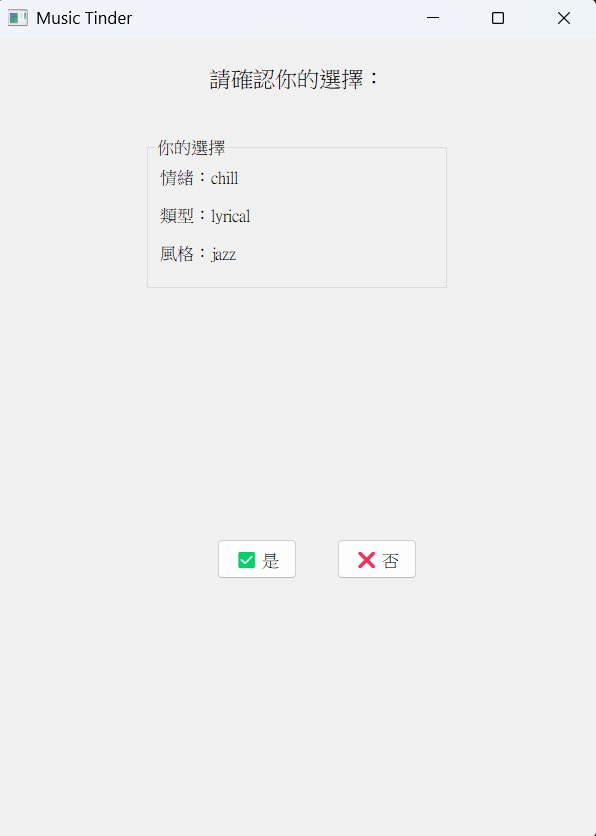 Music Tinder
請確認你的選擇：
你的選擇
情緒：chill
類型：lyrical
風格：jazz
✅ 是
❌ 否